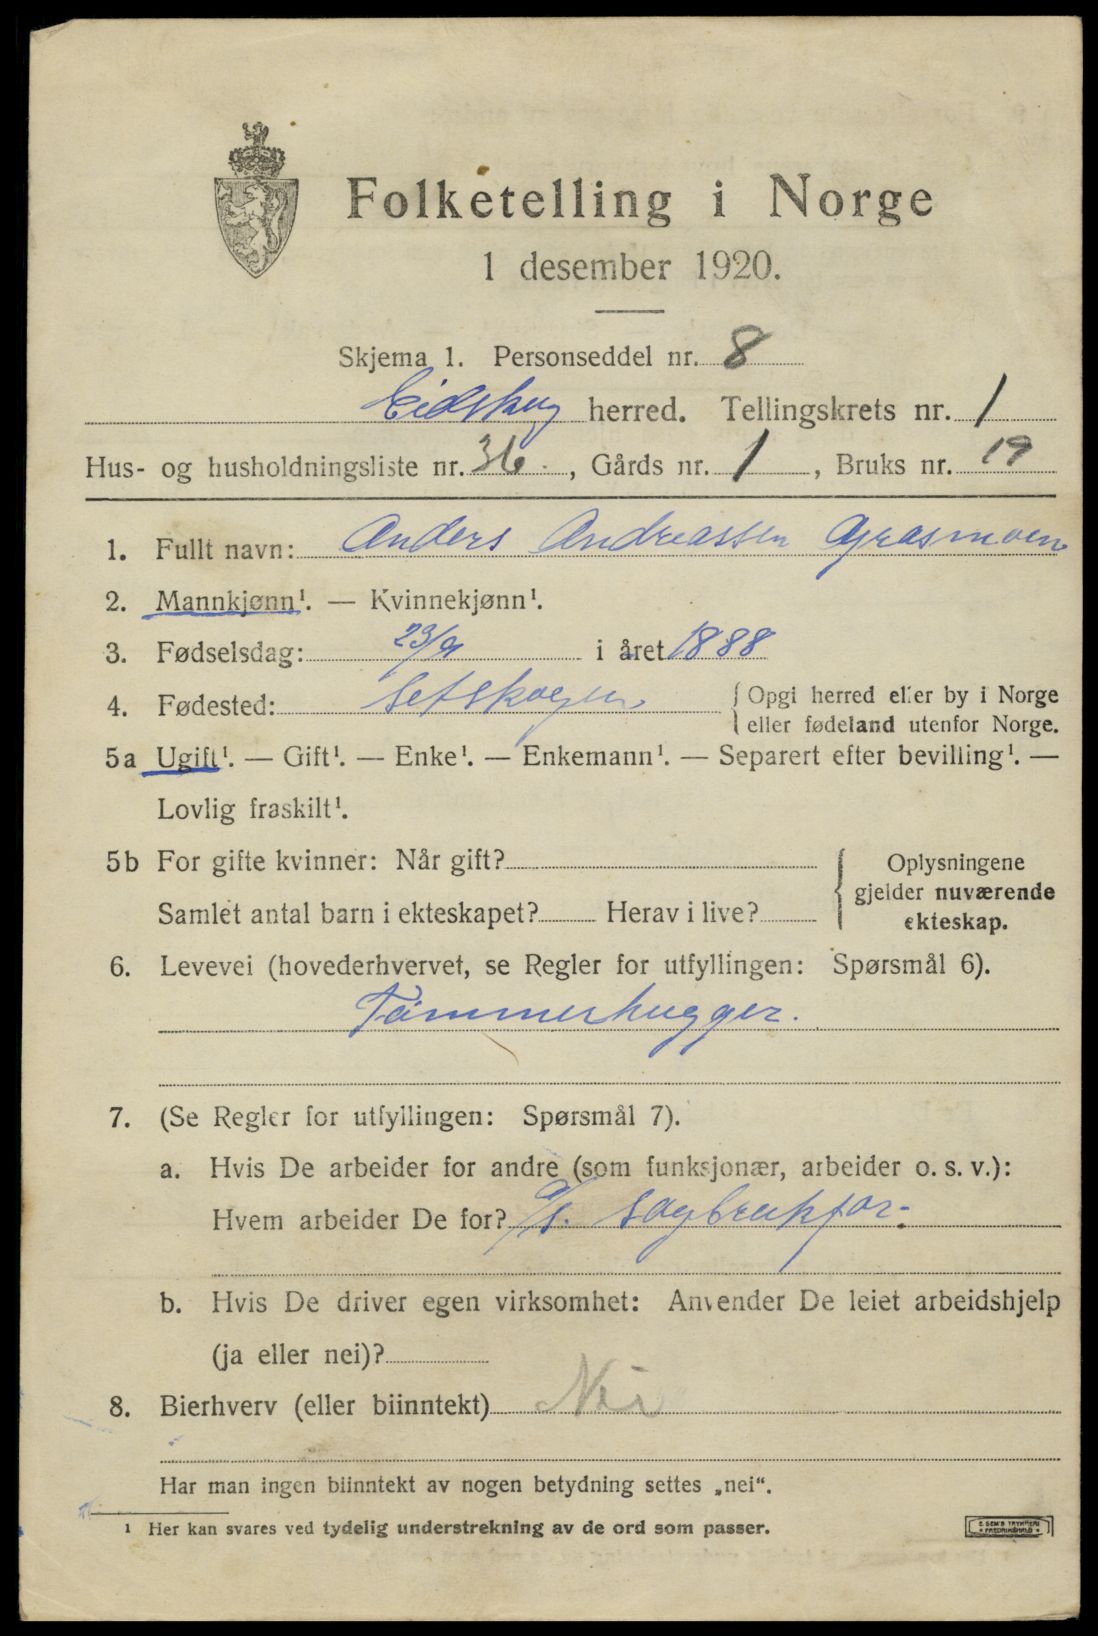 Folketelling i Norge
1 desember 1920.
Skjema 1. Personseddel nr. 8
Eidskog herred. Tellingskrets nr. 1
Hus- og husholdningsliste nr. 36., Gårds nr. 1, Bruks nr. 19
1. Fullt navn: Anders Andreassen Grasmoen
2. Mannkjønn¹. — Kvinnekjønn¹.
3. Fødselsdag: 23/9 i året 1888
4. Fødested: Setskogen { Opgi herred eller by i Norge
eller fødeland utenfor Norge.
5a Ugift¹. — Gift¹. — Enke¹. — Enkemann¹. — Separert efter bevilling¹. —
Lovlig fraskilt¹.
5b For gifte kvinner: Når gift? { Oplysningene
gjelder nuværende
Samlet antal barn i ekteskapet? Herav i live?
ekteskap.
6. Levevei (hovederhvervet, se Regler for utfyllingen: Spørsmål 6).
Tømmerhugger.
7. (Se Regler for utfyllingen: Spørsmål 7).
a. Hvis De arbeider for andre (som funksjonær, arbeider o. s. v.):
Hvem arbeider De for? a/s. Sagbrukfor-
b. Hvis De driver egen virksomhet: Anvender De leiet arbeidshjelp
(ja eller nei)?
8. Bierhverv (eller biinntekt) Nei
Har man ingen biinntekt av nogen betydning settes „nei“.
¹ Her kan svares ved tydelig understrekning av de ord som passer.
E. SEM'S TRYKKERI
• FREDRIKSHALD •